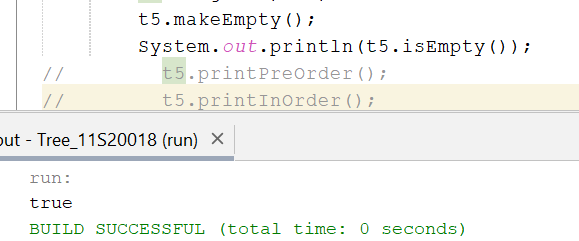 t5.makeEmpty();
System.out.println(t5.isEmpty());
// t5.printPreOrder();
// t5.printInOrder();
out - Tree_11S20018 (run) ×
run:
true
BUILD SUCCESSFUL (total time: 0 seconds)